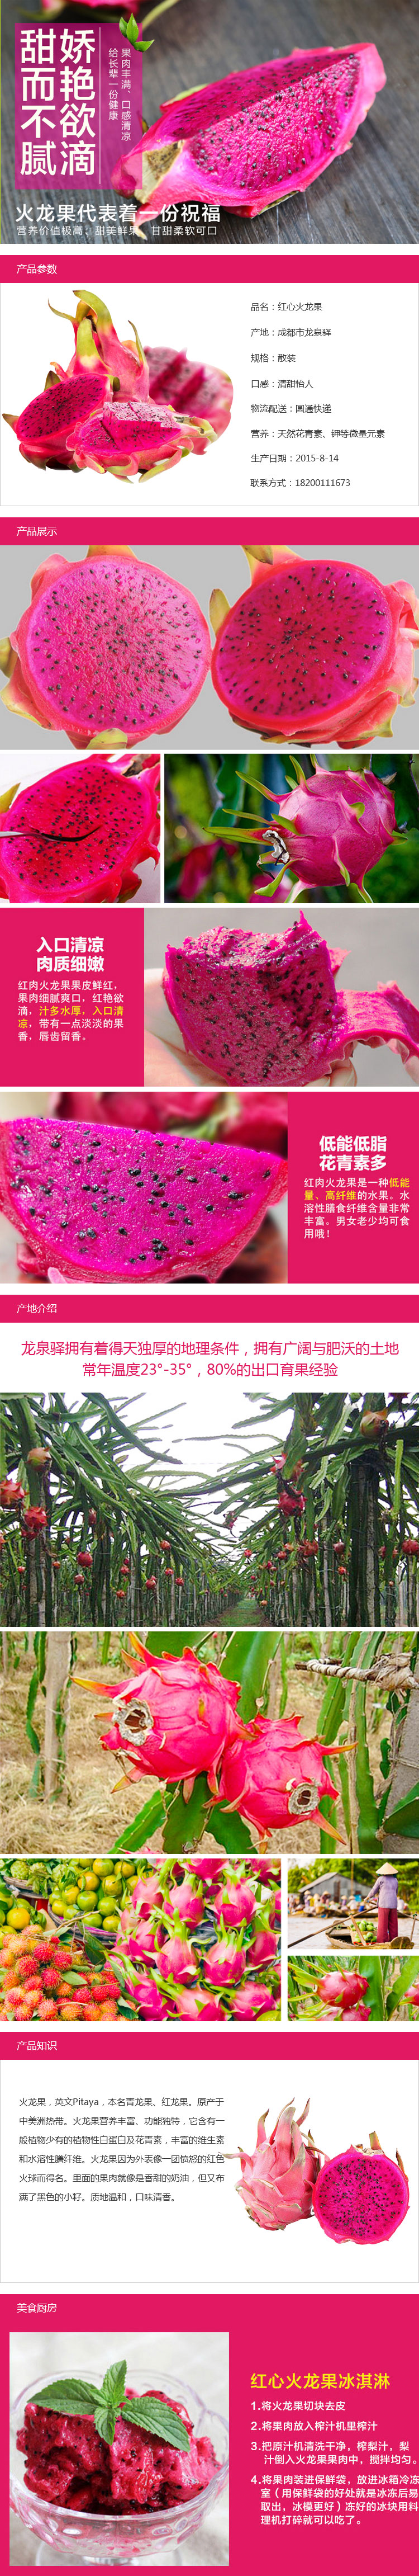 娇艳欲滴
甜而不腻
果肉丰满、口感清凉
给长辈一份健康
火龙果代表着一份祝福
营养价值极高、甜美鲜果、甘甜柔软可口
产品参数
品名：红心火龙果
产地：成都市龙泉驿
规格：散装
口感：清甜怡人
物流配送：圆通快递
营养：天然花青素、钾等微量元素
生产日期：2015-8-14
联系方式：18200111673
产品展示
入口清凉
肉质细嫩
红肉火龙果果皮鲜红，
果肉细腻爽口，红艳欲
滴，汁多水厚，入口清
凉，带有一点淡淡的果
香，唇齿留香。
低能低脂
花青素多
红肉火龙果是一种低能
量、高纤维的水果。水
溶性膳食纤维含量非常
丰富。男女老少均可食
用哦！
产地介绍
龙泉驿拥有着得天独厚的地理条件，拥有广阔与肥沃的土地
常年温度23°-35°，80%的出口育果经验
产品知识
火龙果，英文Pitaya，本名青龙果、红龙果。原产于
中美洲热带。火龙果营养丰富、功能独特，它含有一
般植物少有的植物性白蛋白及花青素，丰富的维生素
和水溶性膳纤维。火龙果因为外表像一团愤怒的红色
火球而得名。里面的果肉就像是香甜的奶油，但又布
满了黑色的小籽。质地温和，口味清香。
美食厨房
红心火龙果冰淇淋
1.将火龙果切块去皮
2.将果肉放入榨汁机里榨汁
3.把原汁机清洗干净，榨梨汁，梨
汁倒入火龙果果肉中，搅拌均匀。
4.将果肉装进保鲜袋，放进冰箱冷冻
室（用保鲜袋的好处就是冰冻后易
取出，冰模更好）冻好的冰块用料
理机打碎就可以吃了。